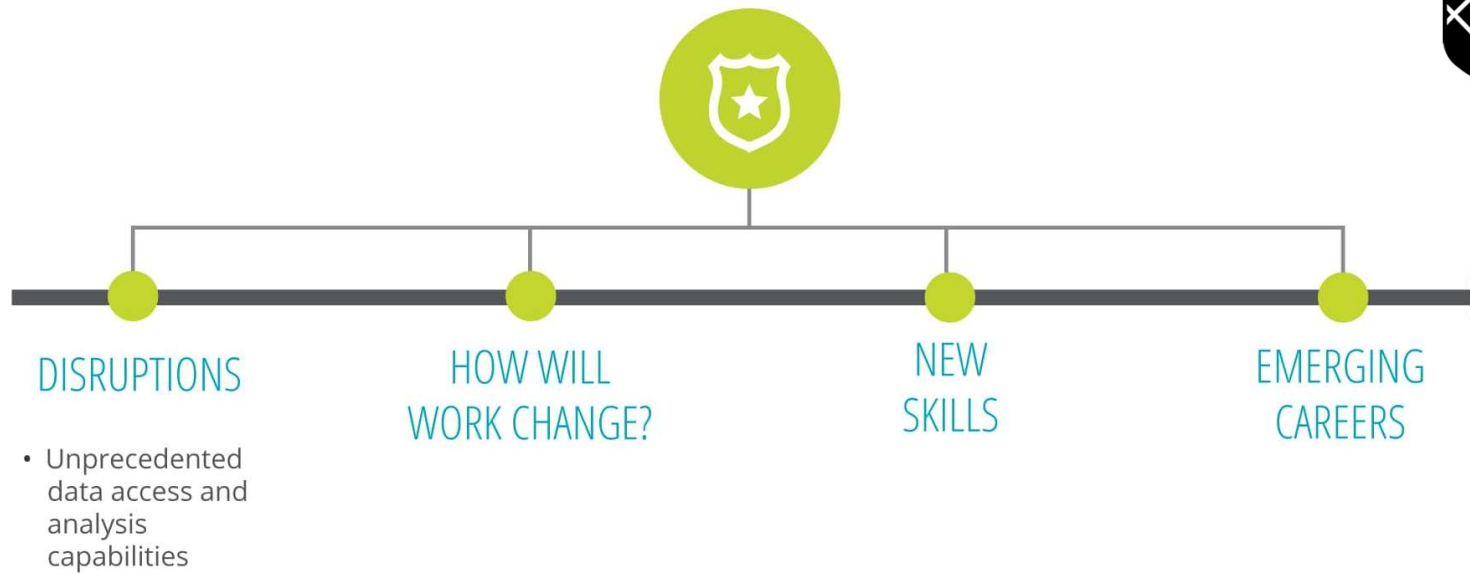 DISRUPTIONS
• Unprecedented
data access and
analysis
capabilities
HOW WILL
WORK CHANGE?
NEW
SKILLS
EMERGING
CAREERS